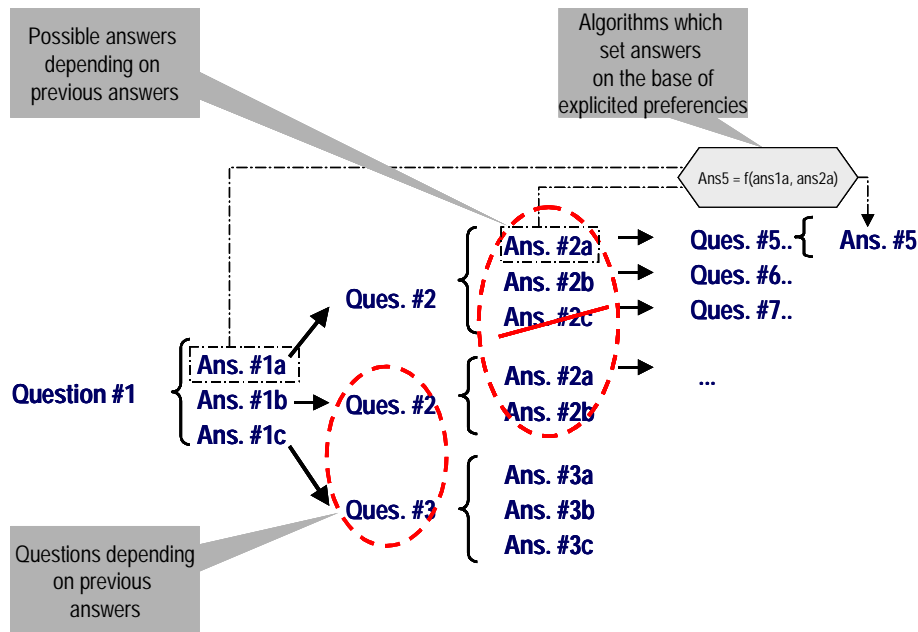 Possible answers
depending on
previous answers
Algorithms which
set answers
on the base of
explicited preferencies
Ans5 = f(ans1a, ans2a)
Ans. #2a
Ques. #5..
Ans. #5
Ans. #2b
Ques. #6..
Ques. #2
Ans. #2c
Ques. #7..
Ans. #1a
Question #1
Ans. #1b
Ans. #1c
Ques. #2
Ans. #2a
...
Ans. #2b
Ques. #3
Ans. #3a
Ans. #3b
Ans. #3c
Questions depending
on previous
answers